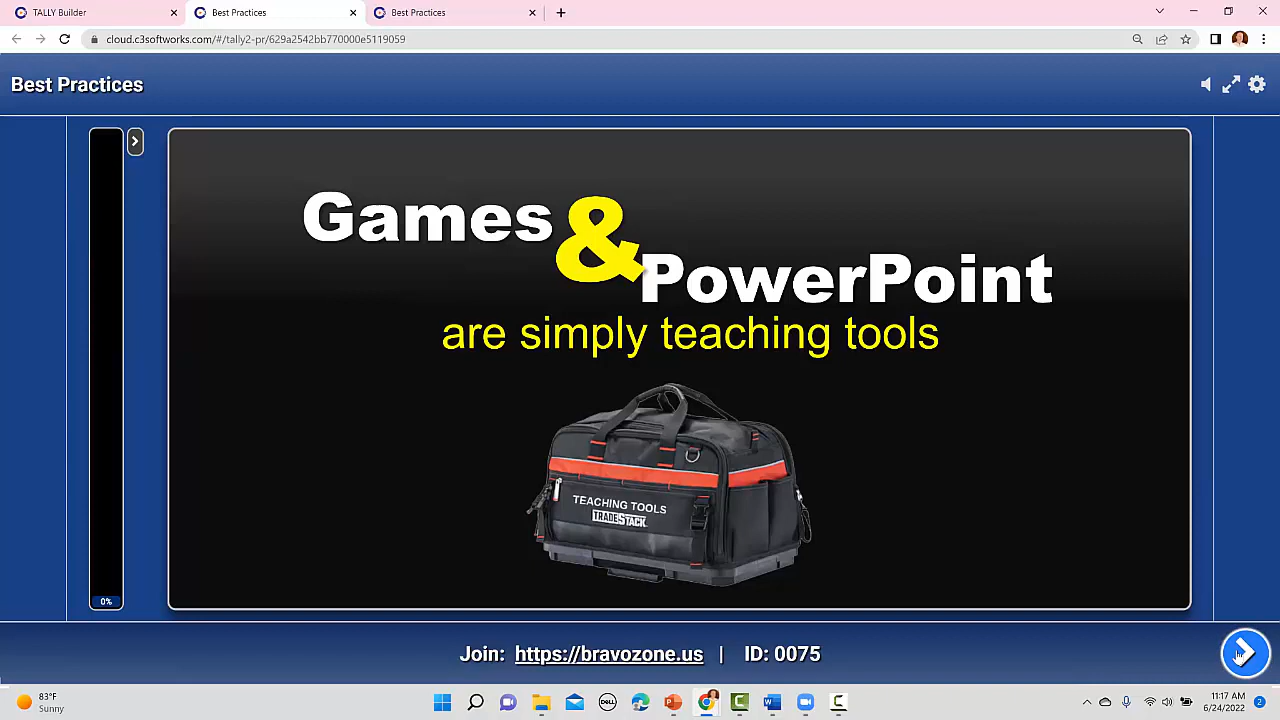 TALLY Builder
Best Practices
Best Practices
cloud.c3softworks.com/#/tally2-pr/629a2542bb770000e5119059
Best Practices
Games
&
PowerPoint
are simply teaching tools
TEACHING TOOLS
TRADESTACK
0%
Join: https://bravozone.us | ID: 0075
83°F
Sunny
DELL
11:17 AM
6/24/2022
2